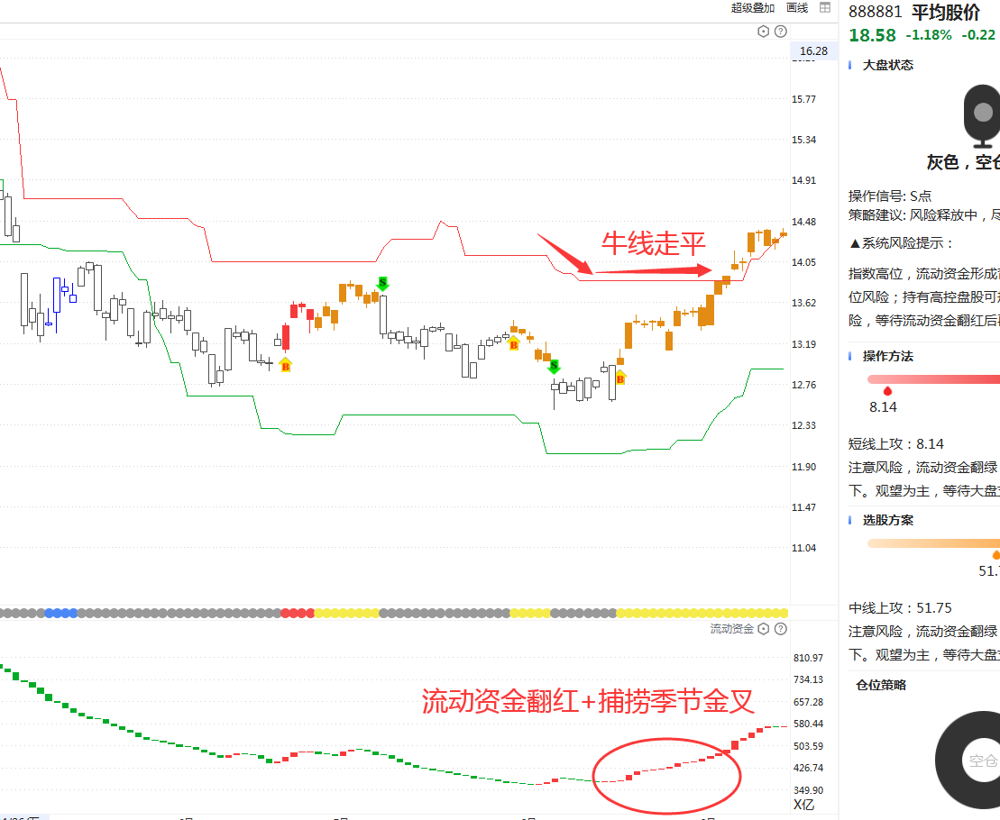 超级叠加 画线
888881 平均股价
18.58 -1.18% -0.22
16.28
大盘状态
15.77
15.34
灰色，空仓
14.91
操作信号: S点
策略建议: 风险释放中，尽
14.48
牛线走平
▲系统风险提示：
14.05
指数高位，流动资金形成
S
位风险；持有高控盘股可
13.62
险，等待流动资金翻红后
13.19
B
B
操作方法
S
B
12.76
8.14
12.33
短线上攻：8.14
11.90
注意风险，流动资金翻绿
下。观望为主，等待大盘
11.47
选股方案
11.04
51.
中线上攻：51.75
流动资金
注意风险，流动资金翻绿
810.97
下。观望为主，等待大盘
734.13
仓位策略
流动资金翻红+捕捞季节金叉
657.28
580.44
503.59
空仓
426.74
349.90
X亿